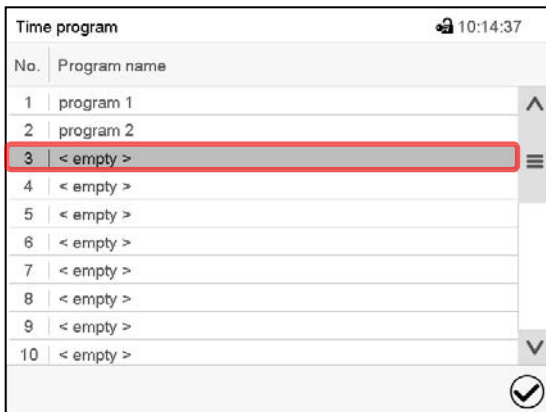 Time program 10:14:37
No. Program name
1 program 1
2 program 2
3 < empty >
4 < empty >
5 < empty >
6 < empty >
7 < empty >
8 < empty >
9 < empty >
10 < empty >